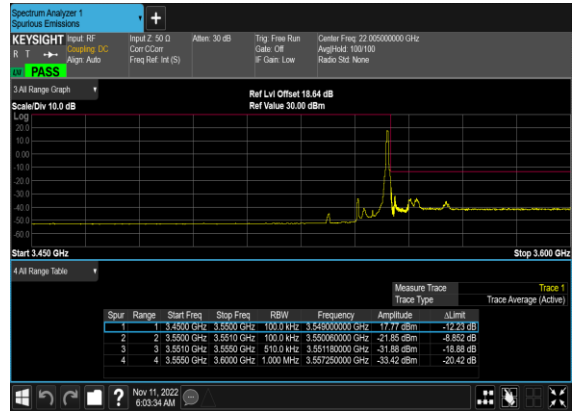 Spectrum Analyzer 1
Spurious Emissions
KEYSIGHT Input: RF Input Z: 50 Ω Atten: 30 dB Trig: Free Run Center Freq: 22.005000000 GHz
R T Coupling: DC Corr CCorr Gate: Off Avg|Hold: 100/100
Align: Auto Freq Ref: Int (S) IF Gain: Low Radio Std: None
PASS
3 All Range Graph
Ref Lvl Offset 18.64 dB
Scale/Div 10.0 dB Ref Value 30.00 dBm
Log
20.0
10.0
0.00
-10.0
-20.0
-30.0
-40.0
-50.0
-60.0
Start 3.450 GHz Stop 3.600 GHz
4 All Range Table
Measure Trace Trace 1
Trace Type Trace Average (Active)
Spur Range Start Freq Stop Freq RBW Frequency Amplitude ΔLimit
1 1 3.4500 GHz 3.5500 GHz 100.0 kHz 3.549000000 GHz 17.77 dBm -12.23 dB
2 2 3.5500 GHz 3.5510 GHz 100.0 kHz 3.550060000 GHz -21.85 dBm -8.852 dB
3 3 3.5510 GHz 3.5550 GHz 510.0 kHz 3.551180000 GHz -31.88 dBm -18.88 dB
4 4 3.5550 GHz 3.6000 GHz 1.000 MHz 3.557250000 GHz -33.42 dBm -20.42 dB
Nov 11, 2022
6:03:34 AM